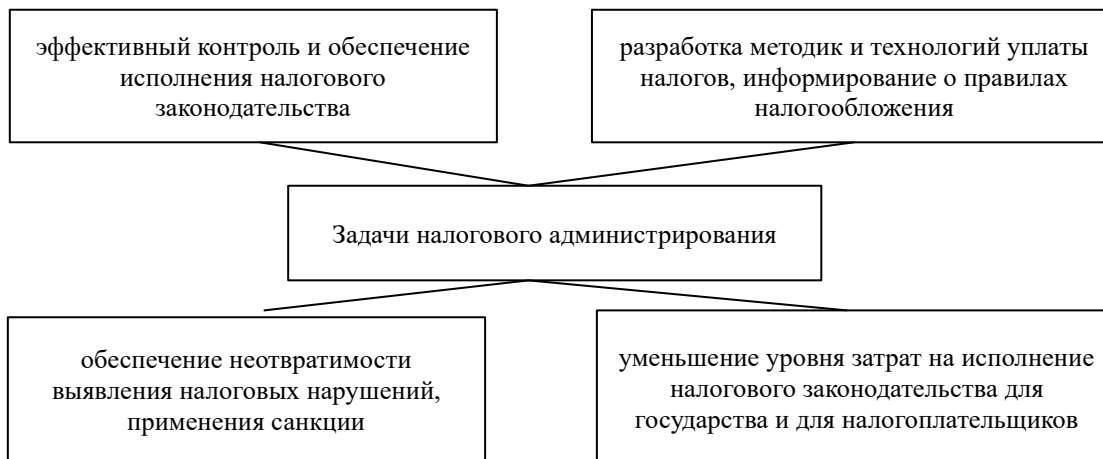 эффективный контроль и обеспечение
исполнения налогового
законодательства
разработка методик и технологий уплаты
налогов, информирование о правилах
налогообложения
Задачи налогового администрирования
обеспечение неотвратимости
выявления налоговых нарушений,
применения санкции
уменьшение уровня затрат на исполнение
налогового законодательства для
государства и для налогоплательщиков